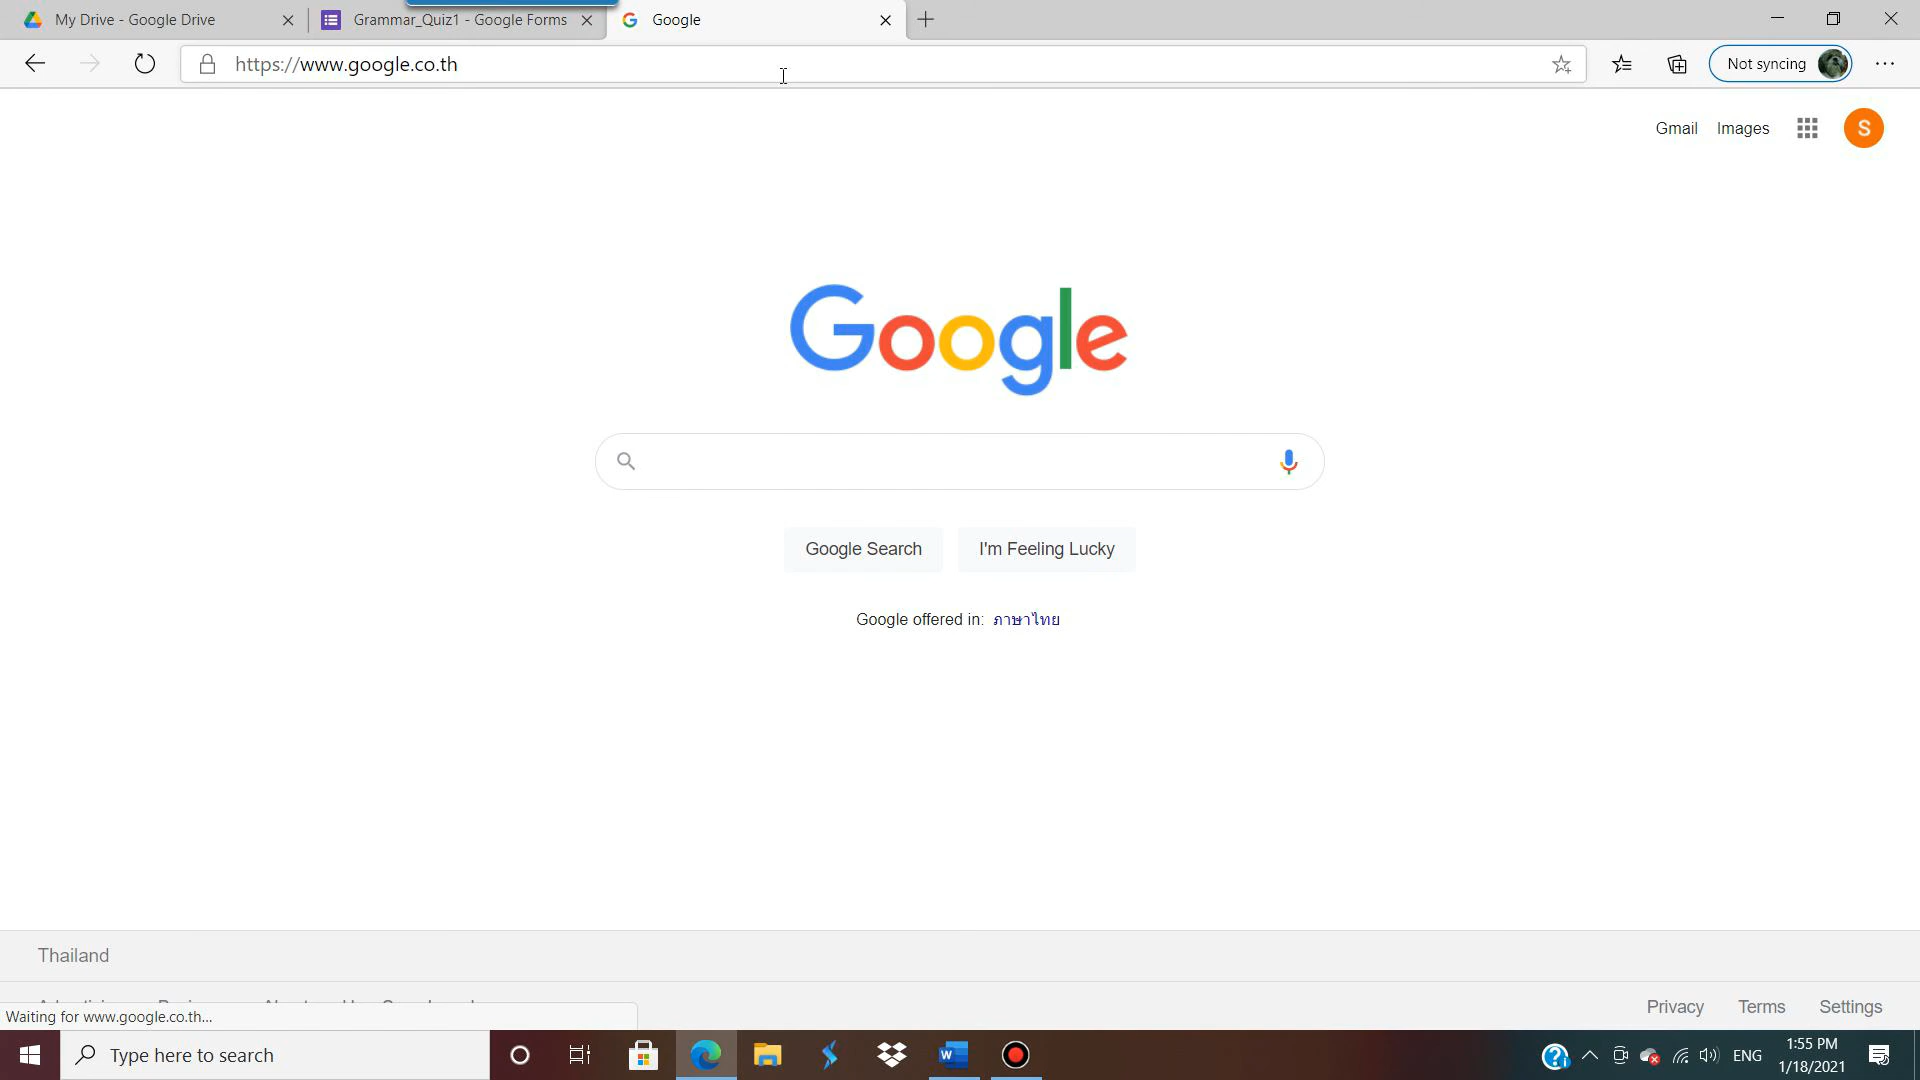 My Drive - Google Drive
Grammar_Quiz1 - Google Forms
Google
https://www.google.co.th
Not syncing
Gmail Images
S
Google
Google Search
I'm Feeling Lucky
Google offered in: ภาษาไทย
Thailand
Waiting for www.google.co.th...
Privacy Terms Settings
Type here to search
W
ENG
1:55 PM
1/18/2021